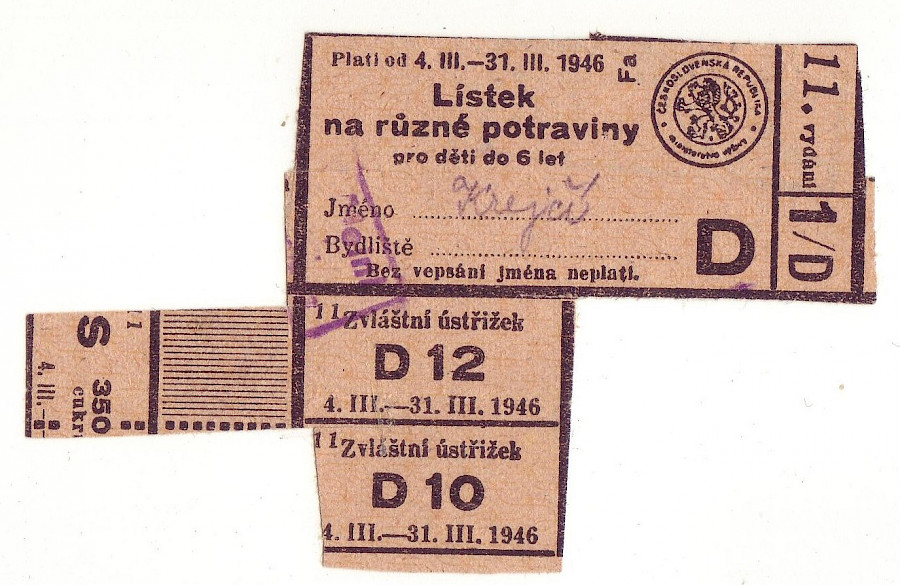 Platí od 4. III.—31. III. 1946
Fa
Lístek
na různé potraviny
pro děti do 6 let
Jméno Krejčí
Bydliště
D
Bez vepsání jména neplatí.
ČESKOSLOVENSKÁ REPUBLIKA
11. vydání
1/D
11 Zvláštní ústřižek
D 12
4. III.—31. III. 1946
11 Zvláštní ústřižek
D 10
4. III.—31. III. 1946
S 350
cukr
4. III.—